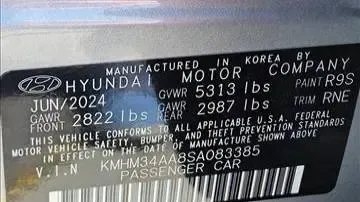 MANUFACTURED IN KOREA BY
HYUNDAI MOTOR COMPANY
JUN/2024 GVWR 5313 lbs PAINT R9S
GAWR FRONT 2822 lbs GAWR REAR 2987 lbs TRIM RNE
THIS VEHICLE CONFORMS TO ALL APPLICABLE U.S. FEDERAL
MOTOR VEHICLE SAFETY, BUMPER, AND THEFT PREVENTION
STANDARDS IN EFFECT ON THE DATE OF MANUFACTURE SHOWN ABOVE.
V.I.N KMHM34AA8SA083385
PASSENGER CAR